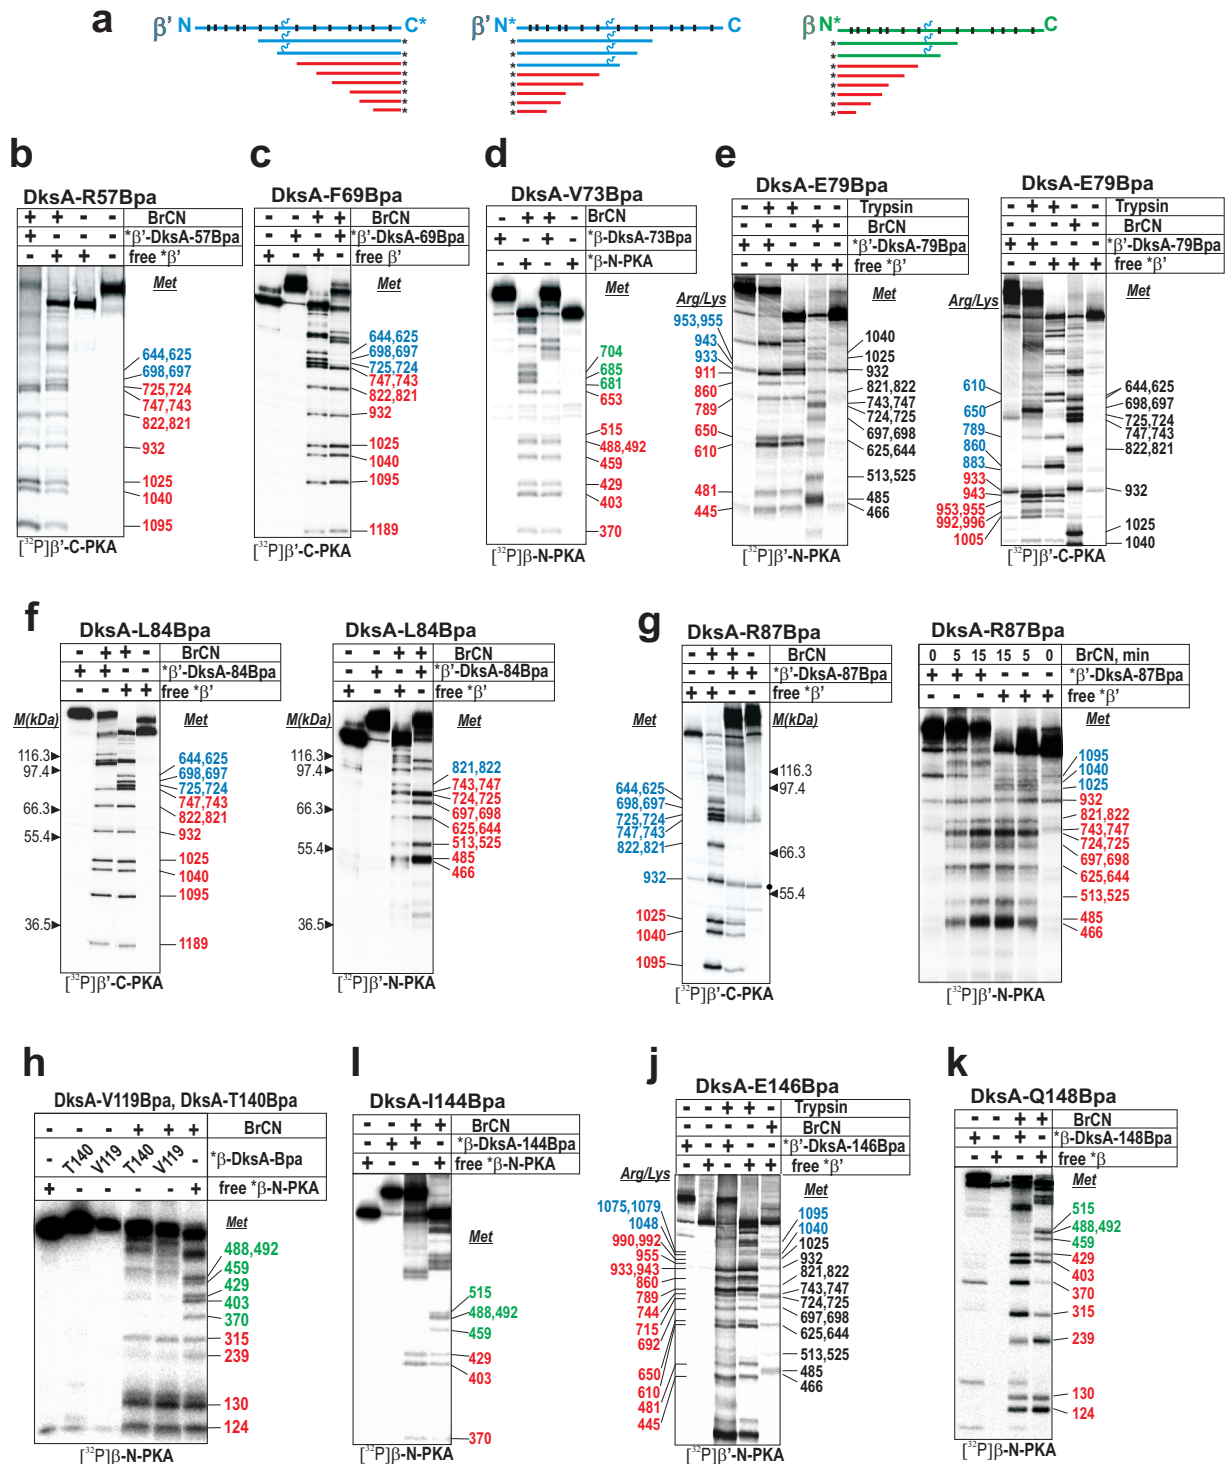 a
β' N C*
β' N* C
β N* C
b
DksA-R57Bpa
+ + - - BrCN
+ - - + *β'-DksA-57Bpa
- + + - free *β'
Met
644,625
698,697
725,724
747,743
822,821
932
1025
1040
1095
[32P]β'-C-PKA
c
DksA-F69Bpa
- - + + BrCN
- + - + *β'-DksA-69Bpa
+ - + - free β'
Met
644,625
698,697
725,724
747,743
822,821
932
1025
1040
1095
1189
[32P]β'-C-PKA
d
DksA-V73Bpa
- + + - BrCN
+ - + - *β-DksA-73Bpa
- + - + *β-N-PKA
Met
704
685
681
653
515
488,492
459
429
403
370
[32P]β-N-PKA
e
DksA-E79Bpa
- + + - - Trypsin
- - - + - BrCN
+ + - - - *β'-DksA-79Bpa
- - + + + free *β'
Arg/Lys
953,955
943
933
911
860
789
650
610
481
445
Met
1040
1025
932
821,822
743,747
724,725
697,698
625,644
513,525
485
466
[32P]β'-N-PKA
DksA-E79Bpa
- + + - - Trypsin
- - - + - BrCN
+ + - - - *β'-DksA-79Bpa
- - + + + free *β'
Arg/Lys
610
650
789
860
883
933
943
953,955
992,996
1005
Met
644,625
698,697
725,724
747,743
822,821
932
1025
1040
[32P]β'-C-PKA
f
DksA-L84Bpa
- + + - BrCN
+ + - - *β'-DksA-84Bpa
- - + + free *β'
M(kDa)
116.3
97.4
66.3
55.4
36.5
Met
644,625
698,697
725,724
747,743
822,821
932
1025
1040
1095
1189
[32P]β'-C-PKA
DksA-L84Bpa
- - + + BrCN
- + - + *β'-DksA-84Bpa
+ - + - free *β'
M(kDa)
116.3
97.4
66.3
55.4
36.5
Met
821,822
743,747
724,725
697,698
625,644
513,525
485
466
[32P]β'-N-PKA
g
DksA-R87Bpa
- + + - BrCN
- - + + *β'-DksA-87Bpa
+ + - - free *β'
Met
644,625
698,697
725,724
747,743
822,821
932
1025
1040
1095
M(kDa)
116.3
97.4
66.3
55.4
[32P]β'-C-PKA
DksA-R87Bpa
0 5 15 15 5 0 BrCN, min
+ + + - - - *β'-DksA-87Bpa
- - - + + + free *β'
Met
1095
1040
1025
932
821,822
743,747
724,725
697,698
625,644
513,525
485
466
[32P]β'-N-PKA
h
DksA-V119Bpa, DksA-T140Bpa
- - - + + + BrCN
- T140 V119 T140 V119 - *β-DksA-Bpa
+ - - - - + free *β-N-PKA
Met
488,492
459
429
403
370
315
239
130
124
[32P]β-N-PKA
I
DksA-I144Bpa
- - + + BrCN
- + + - *β-DksA-144Bpa
+ - - + free *β-N-PKA
Met
515
488,492
459
429
403
370
[32P]β-N-PKA
j
DksA-E146Bpa
- - + + - Trypsin
- - - - + BrCN
+ - + - - *β'-DksA-146Bpa
- + - + + free *β'
Arg/Lys
1075,1079
1048
990,992
955
933,943
860
789
744
715
692
650
610
481
445
Met
1095
1040
1025
932
821,822
743,747
724,725
697,698
625,644
513,525
485
466
[32P]β'-N-PKA
k
DksA-Q148Bpa
- - + + BrCN
+ - + - *β-DksA-148Bpa
- + - + free *β
Met
515
488,492
459
429
403
370
315
239
130
124
[32P]β-N-PKA